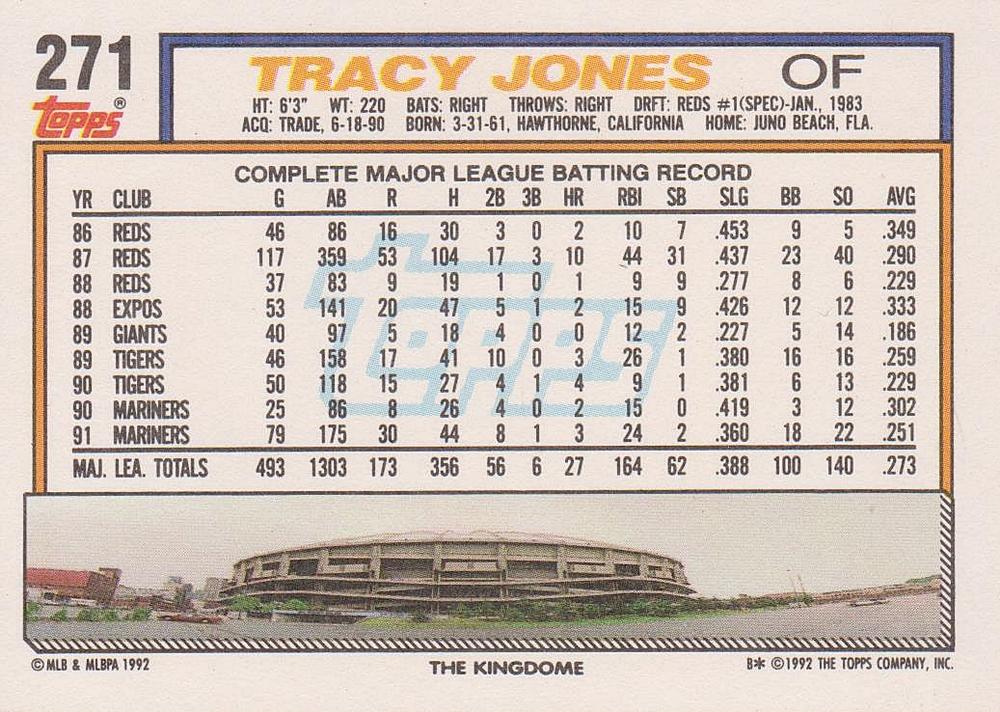 271
TRACY JONES OF
topps®
HT: 6'3" WT: 220 BATS: RIGHT THROWS: RIGHT DRFT: REDS #1(SPEC)-JAN., 1983
ACQ: TRADE, 6-18-90 BORN: 3-31-61, HAWTHORNE, CALIFORNIA HOME: JUNO BEACH, FLA.
COMPLETE MAJOR LEAGUE BATTING RECORD
YR CLUB G AB R H 2B 3B HR RBI SB SLG BB SO AVG
86 REDS 46 86 16 30 3 0 2 10 7 .453 9 5 .349
87 REDS 117 359 53 104 17 3 10 44 31 .437 23 40 .290
88 REDS 37 83 9 19 1 0 1 9 9 .277 8 6 .229
88 EXPOS 53 141 20 47 5 1 2 15 9 .426 12 12 .333
89 GIANTS 40 97 5 18 4 0 0 12 2 .227 5 14 .186
89 TIGERS 46 158 17 41 10 0 3 26 1 .380 16 16 .259
90 TIGERS 50 118 15 27 4 1 4 9 1 .381 6 13 .229
90 MARINERS 25 86 8 26 4 0 2 15 0 .419 3 12 .302
91 MARINERS 79 175 30 44 8 1 3 24 2 .360 18 22 .251
MAJ. LEA. TOTALS 493 1303 173 356 56 6 27 164 62 .388 100 140 .273
topps
©MLB & MLBPA 1992 THE KINGDOME B* ©1992 THE TOPPS COMPANY, INC.